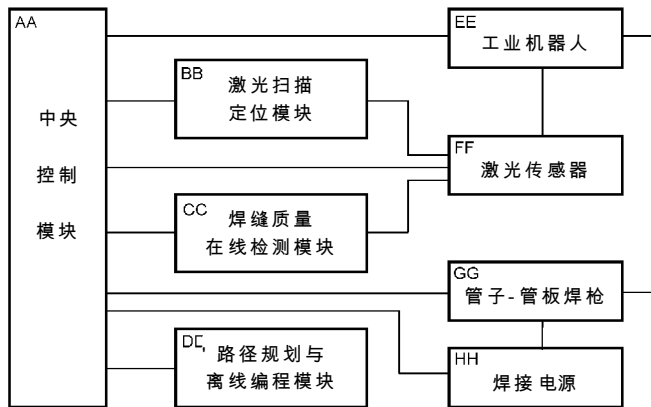 AA
中央
控制
模块
BB
激光扫描
定位模块
CC
焊缝质量
在线检测模块
DD
路径规划与
离线编程模块
EE
工业机器人
FF
激光传感器
GG
管子-管板焊枪
HH
焊接电源